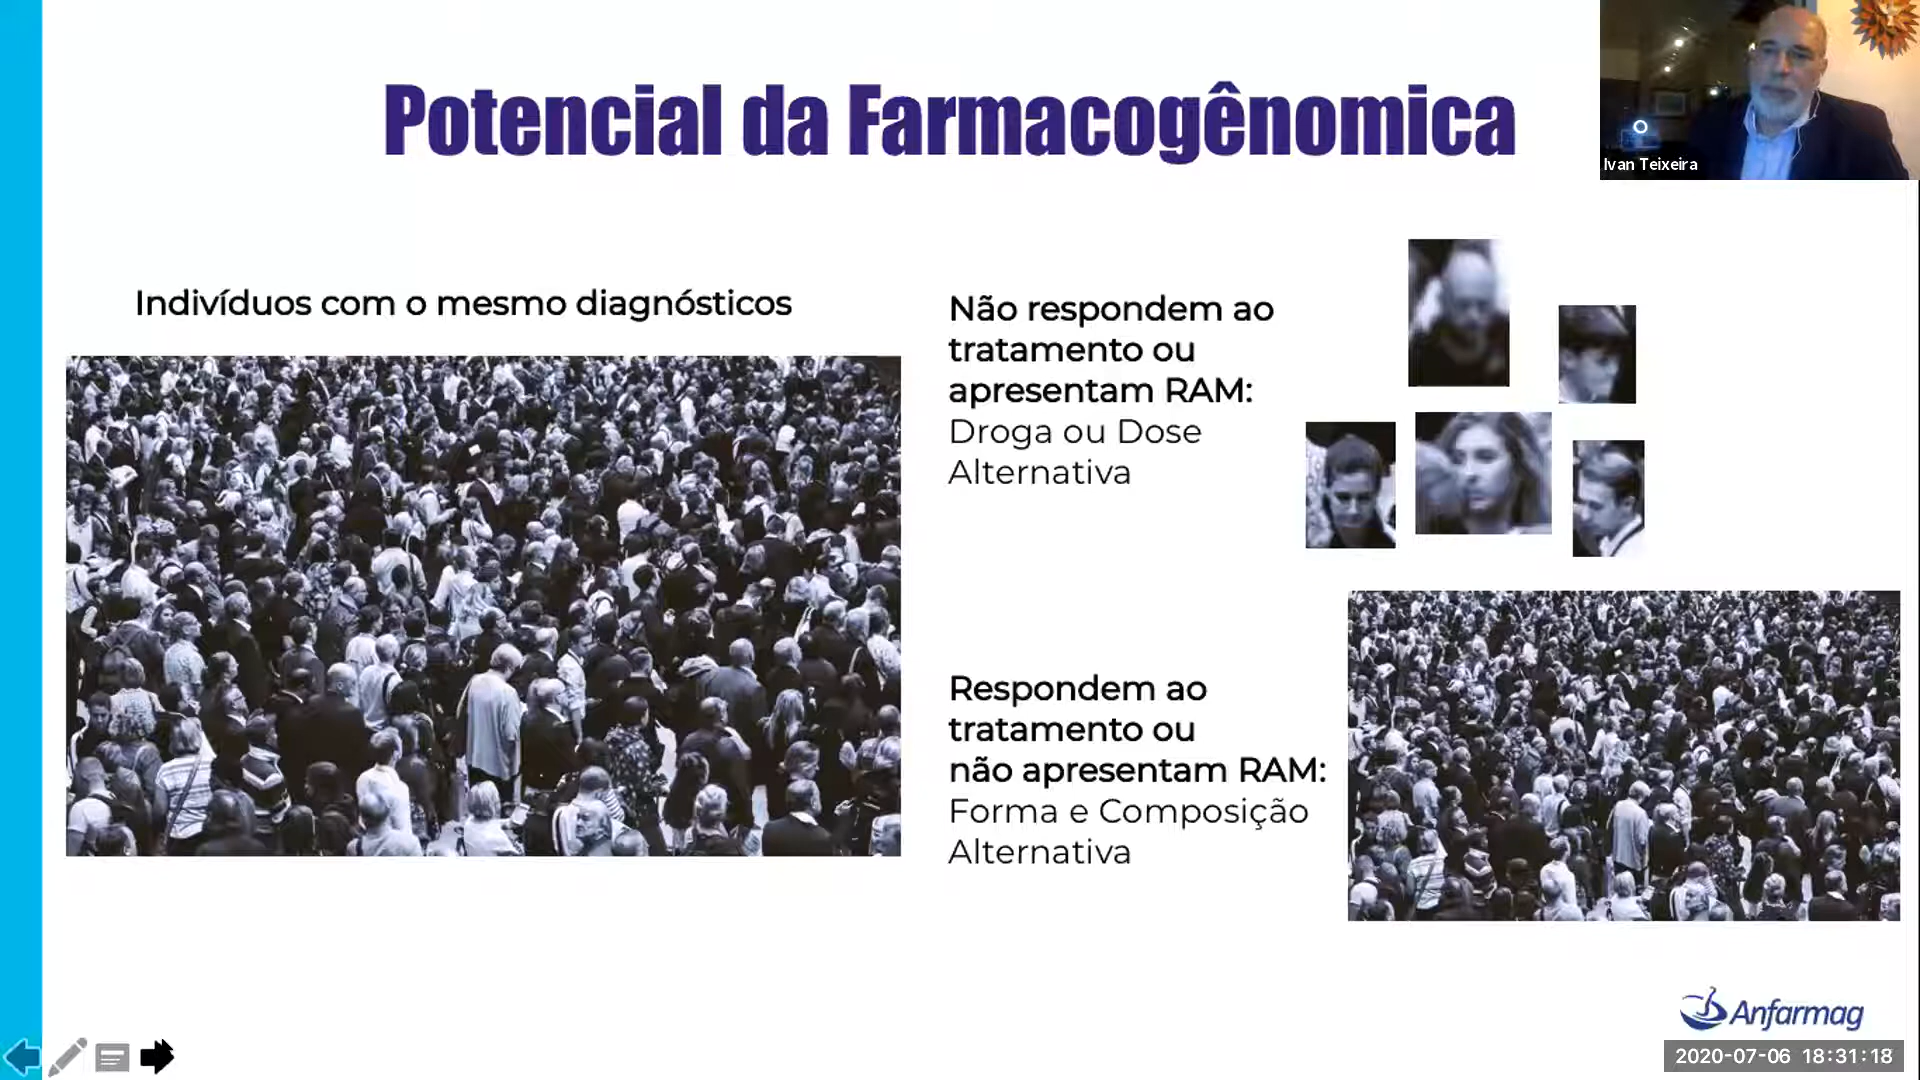 Potencial da Farmacogênomica
Ivan Teixeira
Indivíduos com o mesmo diagnósticos
Não respondem ao
tratamento ou
apresentam RAM:
Droga ou Dose
Alternativa
Respondem ao
tratamento ou
não apresentam RAM:
Forma e Composição
Alternativa
Anfarmag
2020-07-06 18:31:18